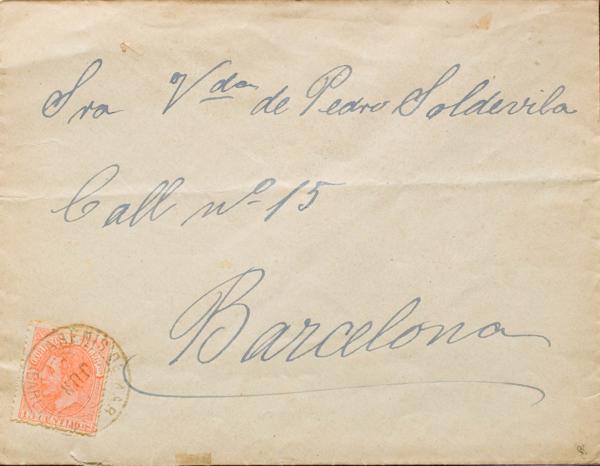 Sra Vda de Pedro Soldevila
Call nº 15
Barcelona